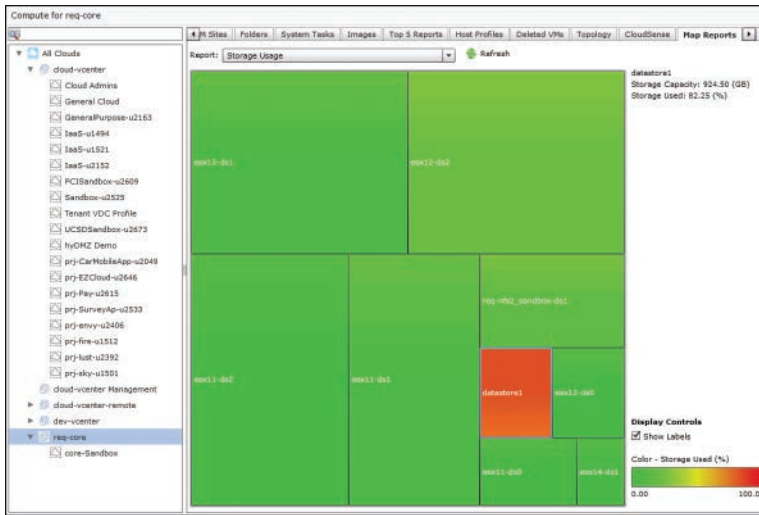 Compute for req-core
All Clouds
cloud-vcenter
Cloud Admins
General Cloud
GeneralPurpose-u2163
IaaS-u1494
IaaS-u1521
IaaS-u2152
PCISandbox-u2609
Sandbox-u2525
Tenant VDC Profile
UCSDSandbox-u2673
hyDMZ Demo
prj-CarMobileApp-u2049
prj-EZCloud-u2646
prj-Pay-u2615
prj-SurveyAp-u2533
prj-envy-u2406
prj-fire-u1512
prj-lust-u2392
prj-sky-u1501
cloud-vcenter Management
cloud-vcenter-remote
dev-vcenter
req-core
core-Sandbox
M Sites Folders System Tasks Images Top 5 Reports Host Profiles Deleted VMs Topology CloudSense Map Reports
Report: Storage Usage Refresh
esx12-ds1
esx12-ds2
esx11-ds2
esx11-ds1
req-nfs2_sandbox-ds1
datastore1
esx12-ds0
esx11-ds0
esx14-ds1
datastore1
Storage Capacity: 924.50 (GB)
Storage Used: 82.25 (%)
Display Controls
Show Labels
Color - Storage Used (%)
0.00 100.0